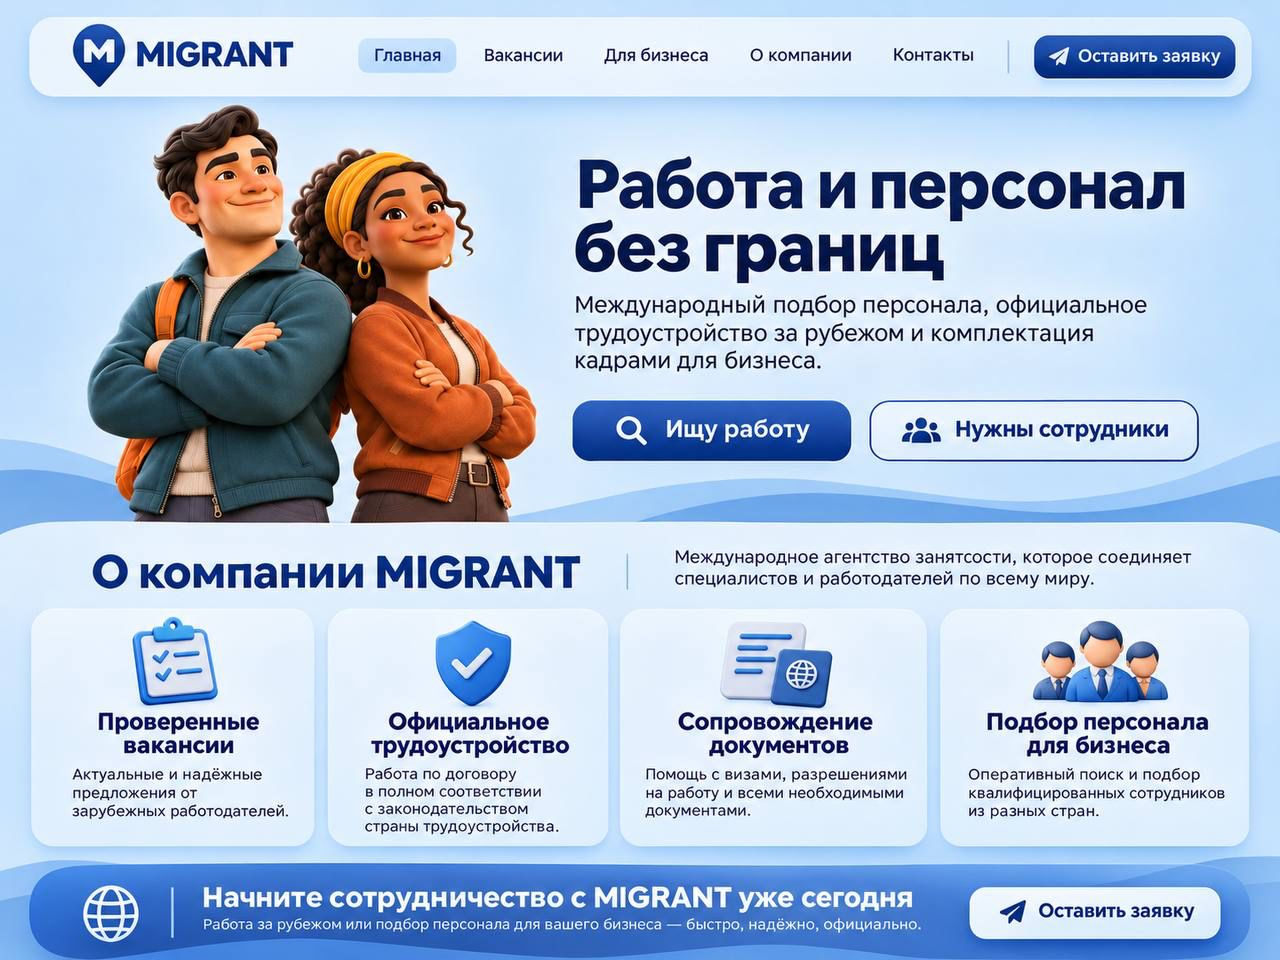 M MIGRANT
Главная
Вакансии
Для бизнеса
О компании
Контакты
Оставить заявку
Работа и персонал
без границ
Международный подбор персонала, официальное
трудоустройство за рубежом и комплектация
кадрами для бизнеса.
Ищу работу
Нужны сотрудники
О компании MIGRANT
Международное агентство занятсости, которое соединяет
специалистов и работодателей по всему миру.
Проверенные
вакансии
Актуальные и надёжные
предложения от
зарубежных работодателей.
Официальное
трудоустройство
Работа по договору
в полном соответствии
с законодательством
страны трудоустройства.
Сопровождение
документов
Помощь с визами, разрешениями
на работу и всеми необходимыми
документами.
Подбор персонала
для бизнеса
Оперативный поиск и подбор
квалифицированных сотрудников
из разных стран.
Начните сотрудничество с MIGRANT уже сегодня
Работа за рубежом или подбор персонала для вашего бизнеса — быстро, надёжно, официально.
Оставить заявку